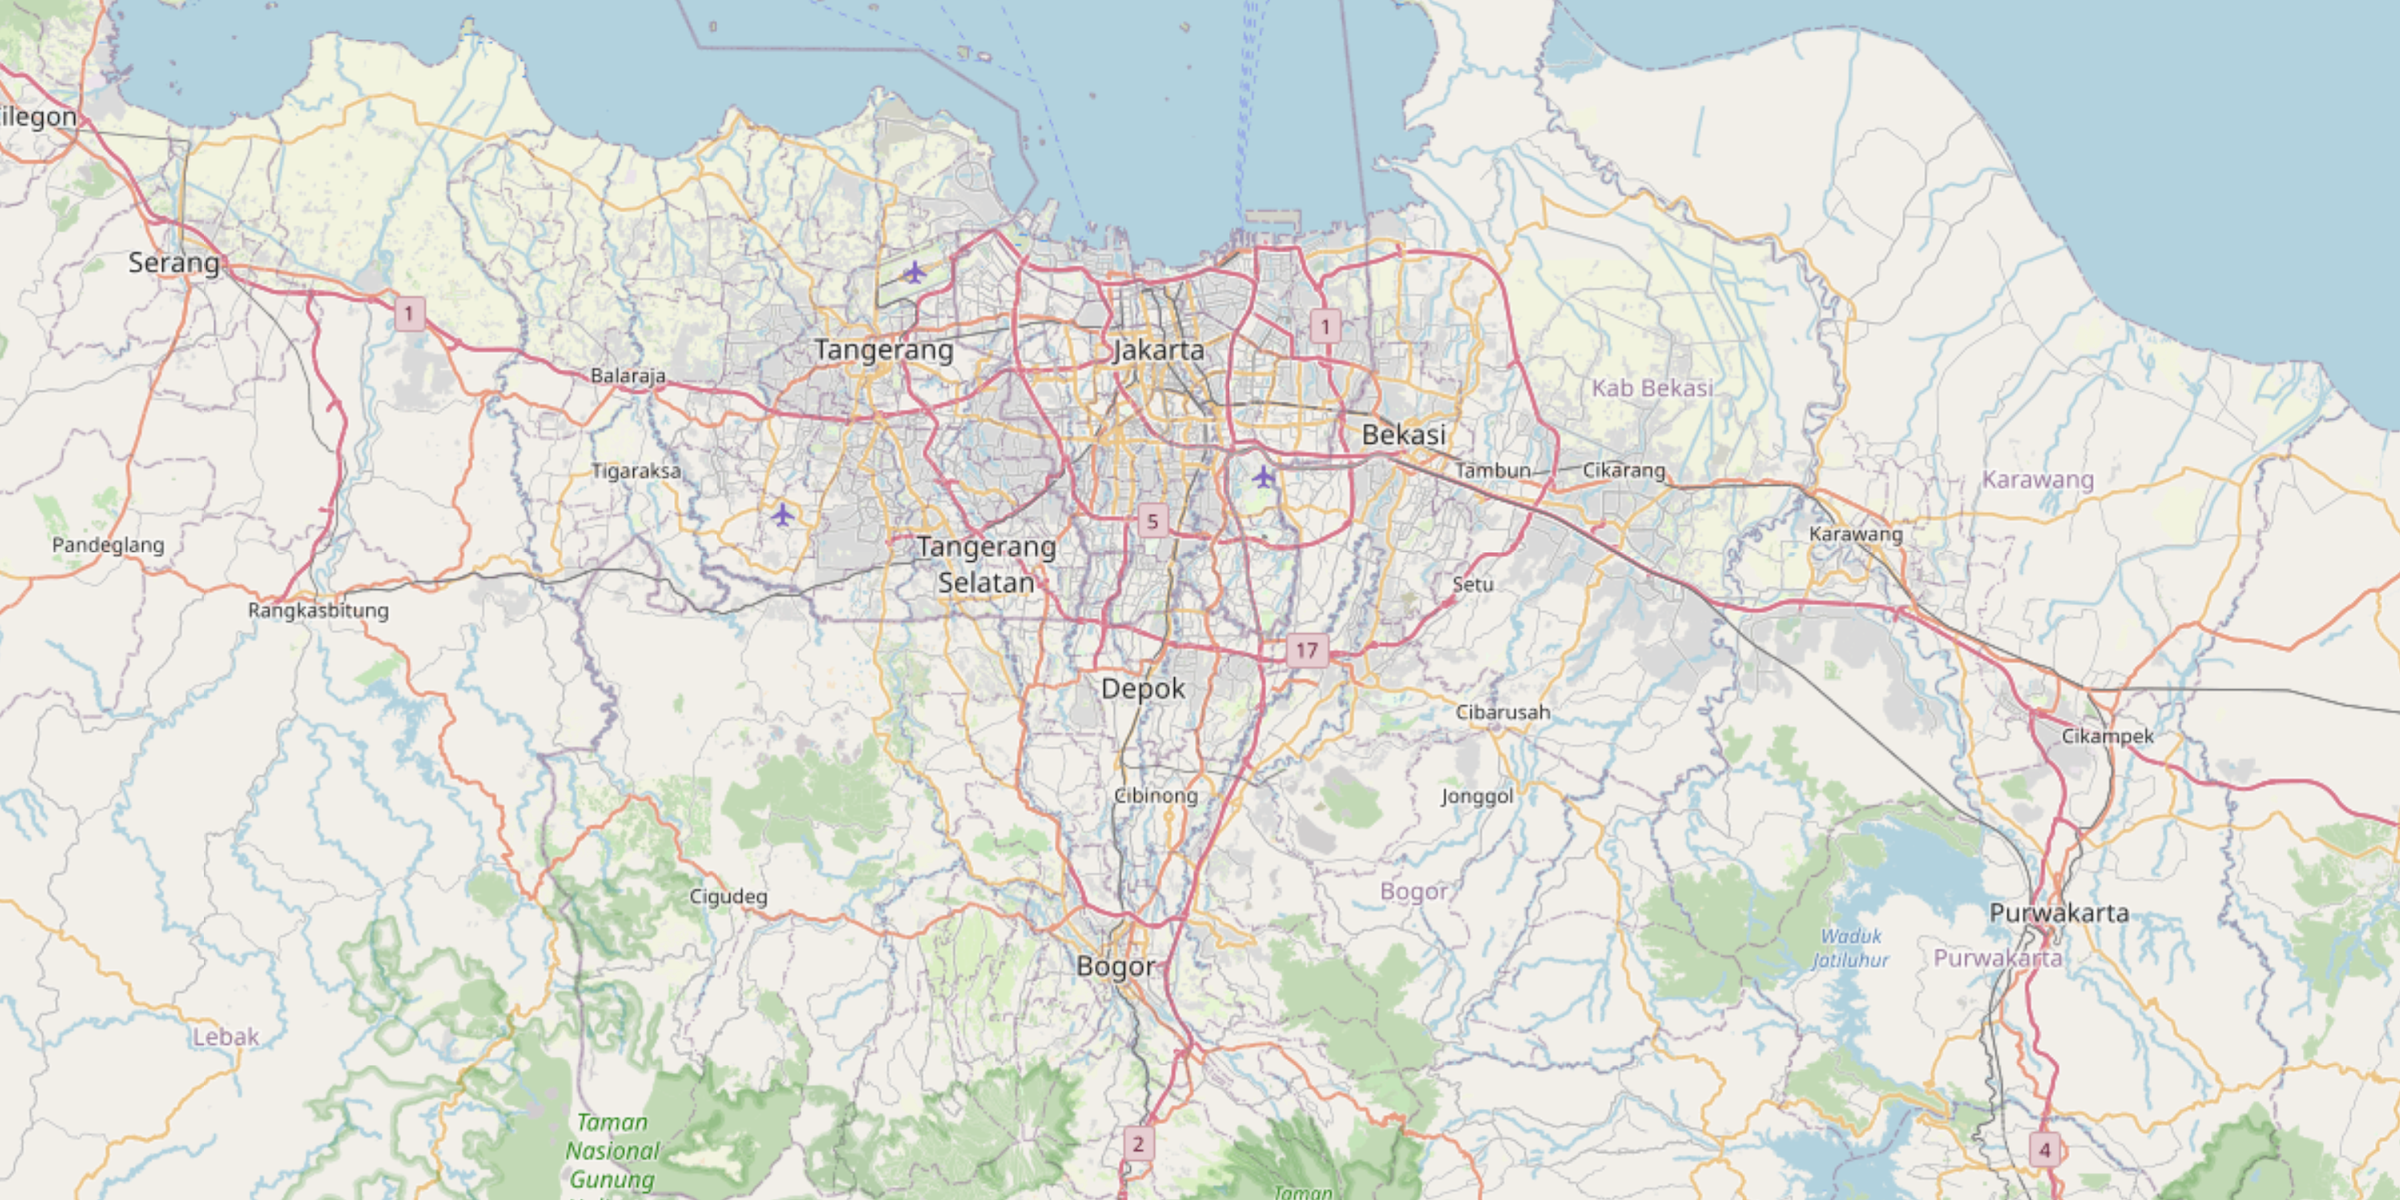 ilegon
Serang
1
1
Tangerang
Jakarta
Balaraja
Kab Bekasi
Bekasi
Tigaraksa
Tambun
Cikarang
Karawang
5
Karawang
Pandeglang
Tangerang
Selatan
Setu
Rangkasbitung
17
Depok
Cibarusah
Cikampek
Cibinong
Jonggol
Cigudeg
Bogor
Purwakarta
Waduk
Jatiluhur
Purwakarta
Bogor
Lebak
Taman
Nasional
Gunung
2
4
Taman